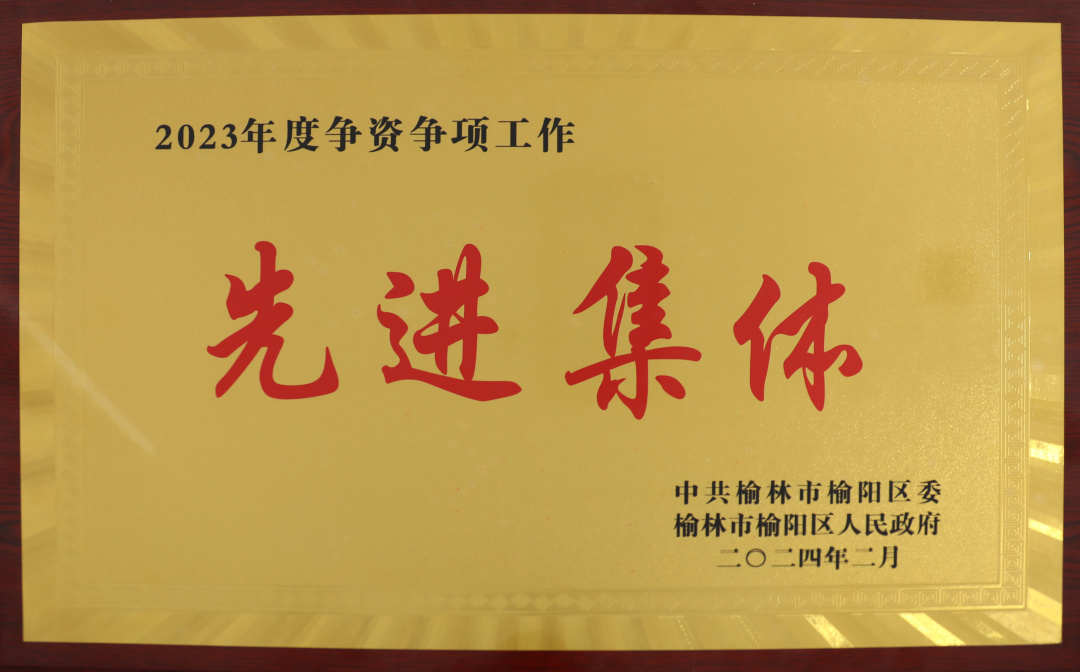 2023年度争资争项工作
先进集体
中共榆林市榆阳区委
榆林市榆阳区人民政府
二〇二四年二月